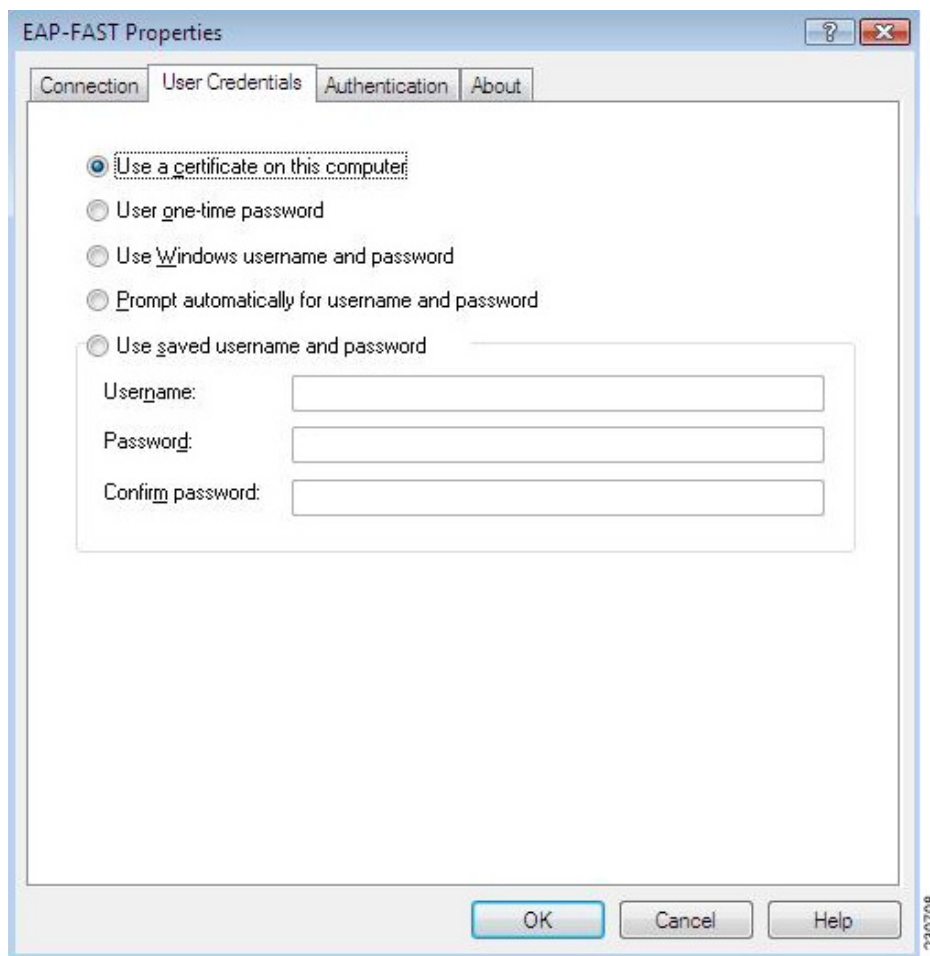 EAP-FAST Properties
Connection User Credentials Authentication About
Use a certificate on this computer
User one-time password
Use Windows username and password
Prompt automatically for username and password
Use saved username and password
Username:
Password:
Confirm password:
OK Cancel Help
230708